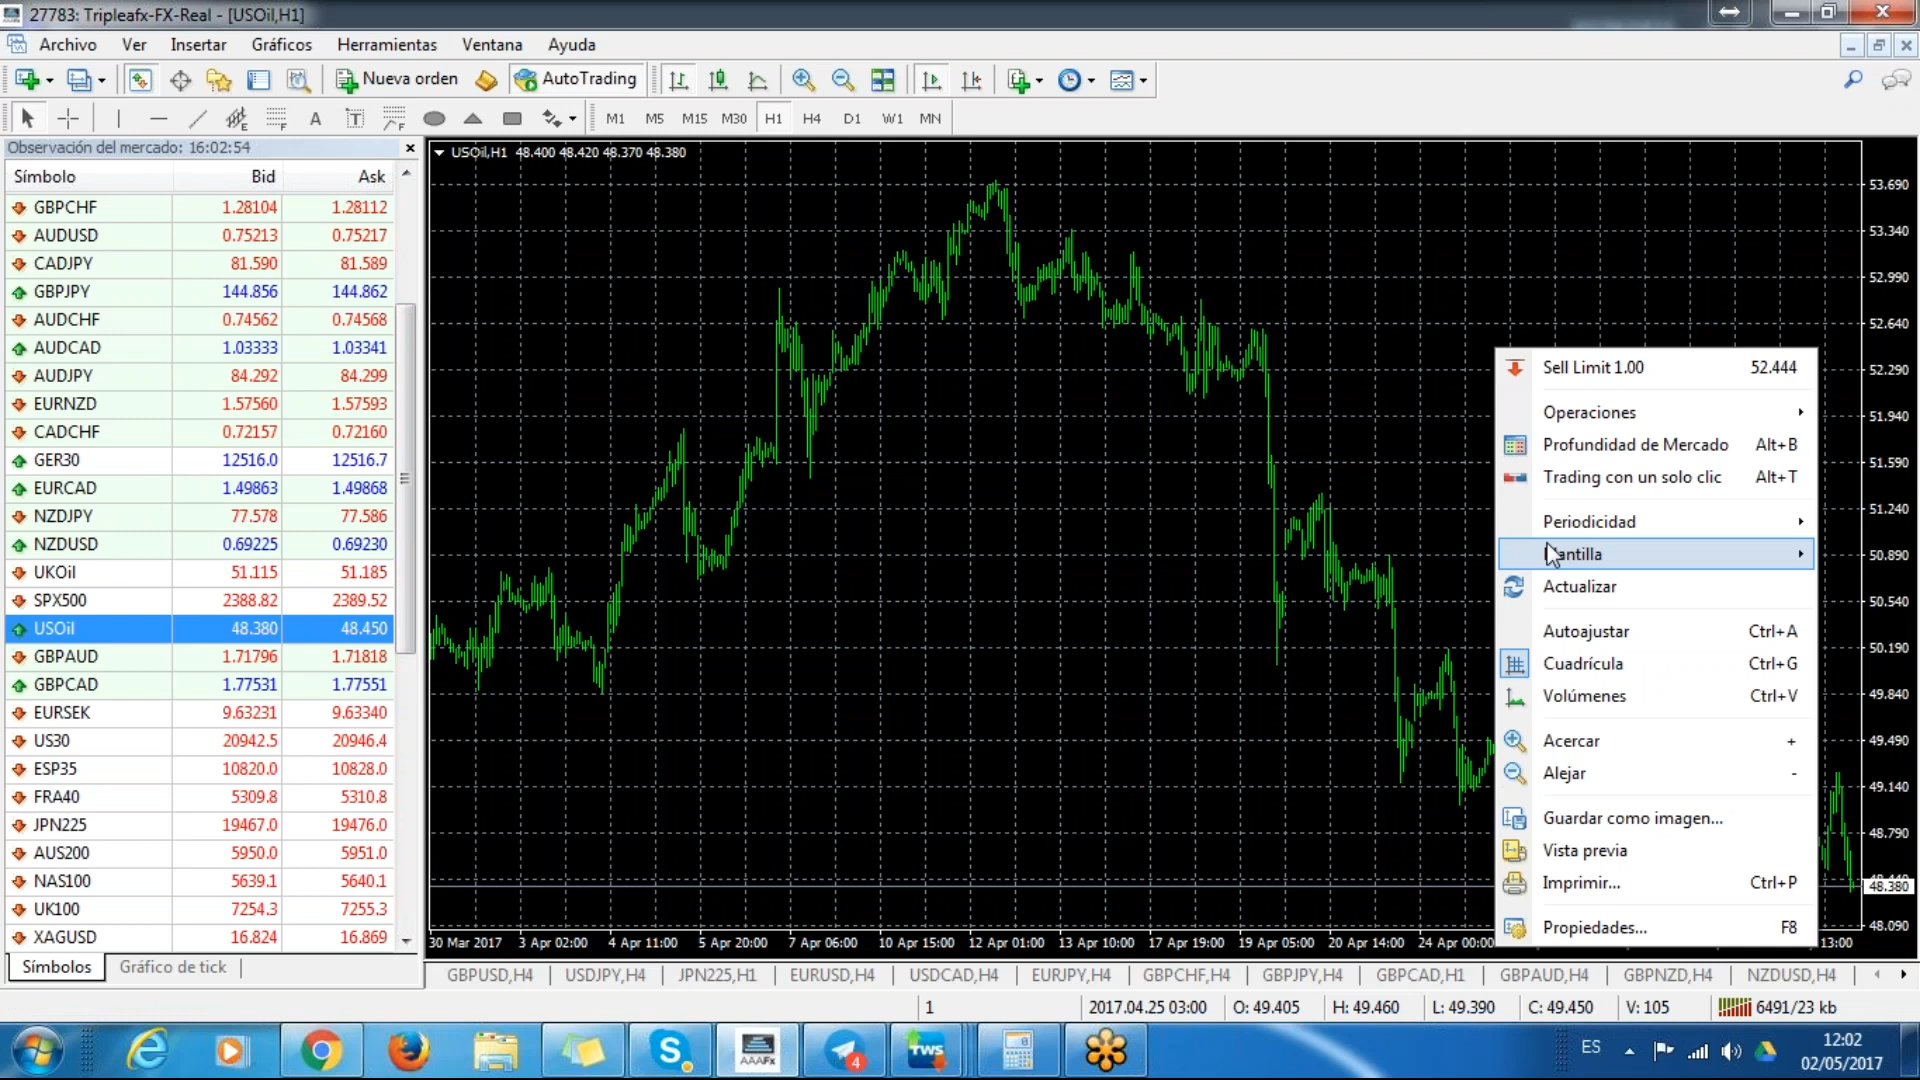 27783: Tripleafx-FX-Real - [USOil,H1]
Archivo Ver Insertar Gráficos Herramientas Ventana Ayuda
Nueva orden AutoTrading
M1 M5 M15 M30 H1 H4 D1 W1 MN
Observación del mercado: 16:02:54
Símbolo Bid Ask
GBPCHF 1.28104 1.28112
AUDUSD 0.75213 0.75217
CADJPY 81.590 81.589
GBPJPY 144.856 144.862
AUDCHF 0.74562 0.74568
AUDCAD 1.03333 1.03341
AUDJPY 84.292 84.299
EURNZD 1.57560 1.57593
CADCHF 0.72157 0.72160
GER30 12516.0 12516.7
EURCAD 1.49863 1.49868
NZDJPY 77.578 77.586
NZDUSD 0.69225 0.69230
UKOil 51.115 51.185
SPX500 2388.82 2389.52
USOil 48.380 48.450
GBPAUD 1.71796 1.71818
GBPCAD 1.77531 1.77551
EURSEK 9.63231 9.63340
US30 20942.5 20946.4
ESP35 10820.0 10828.0
FRA40 5309.8 5310.8
JPN225 19467.0 19476.0
AUS200 5950.0 5951.0
NAS100 5639.1 5640.1
UK100 7254.3 7255.3
XAGUSD 16.824 16.869
Símbolos Gráfico de tick
USOil,H1 48.400 48.420 48.370 48.380
53.690
53.340
52.990
52.640
52.290
51.940
51.590
51.240
50.890
50.540
50.190
49.840
49.490
49.140
48.790
48.380
48.090
Sell Limit 1.00 52.444
Operaciones
Profundidad de Mercado Alt+B
Trading con un solo clic Alt+T
Periodicidad
Plantilla
Actualizar
Autoajustar Ctrl+A
Cuadrícula Ctrl+G
Volúmenes Ctrl+V
Acercar +
Alejar -
Guardar como imagen...
Vista previa
Imprimir... Ctrl+P
Propiedades... F8
30 Mar 2017 3 Apr 02:00 4 Apr 11:00 5 Apr 20:00 7 Apr 06:00 10 Apr 15:00 12 Apr 01:00 13 Apr 10:00 17 Apr 19:00 19 Apr 05:00 20 Apr 14:00 24 Apr 00:00 13:00
GBPUSD,H4 USDJPY,H4 JPN225,H1 EURUSD,H4 USDCAD,H4 EURJPY,H4 GBPCHF,H4 GBPJPY,H4 GBPCAD,H1 GBPAUD,H4 GBPNZD,H4 NZDUSD,H4
1 2017.04.25 03:00 O: 49.405 H: 49.460 L: 49.390 C: 49.450 V: 105 6491/23 kb
AAAFx 4 TWS ES 12:02
02/05/2017